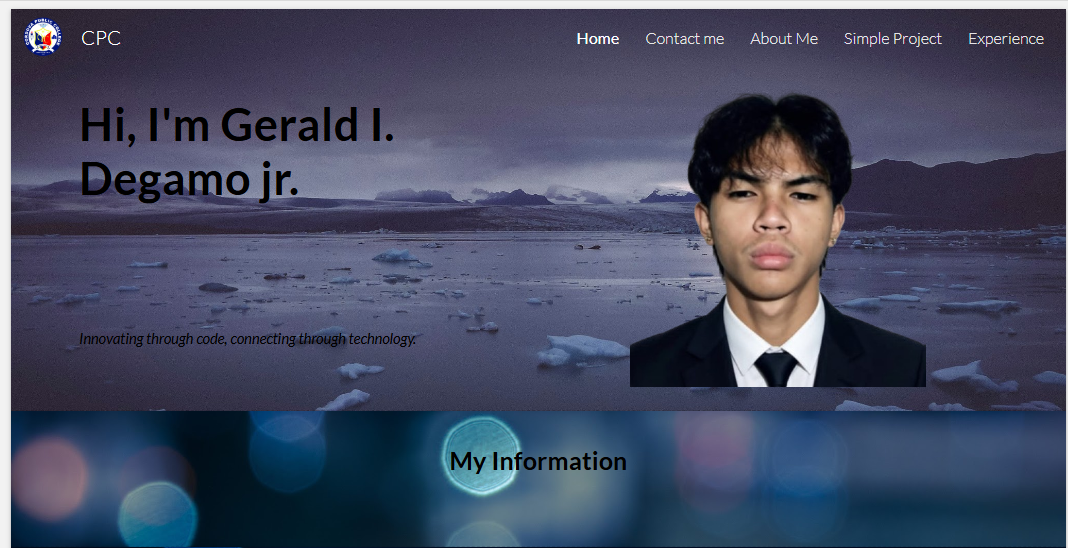 CPC
Home Contact me About Me Simple Project Experience
Hi, I'm Gerald I.
Degamo jr.
Innovating through code, connecting through technology.
My Information